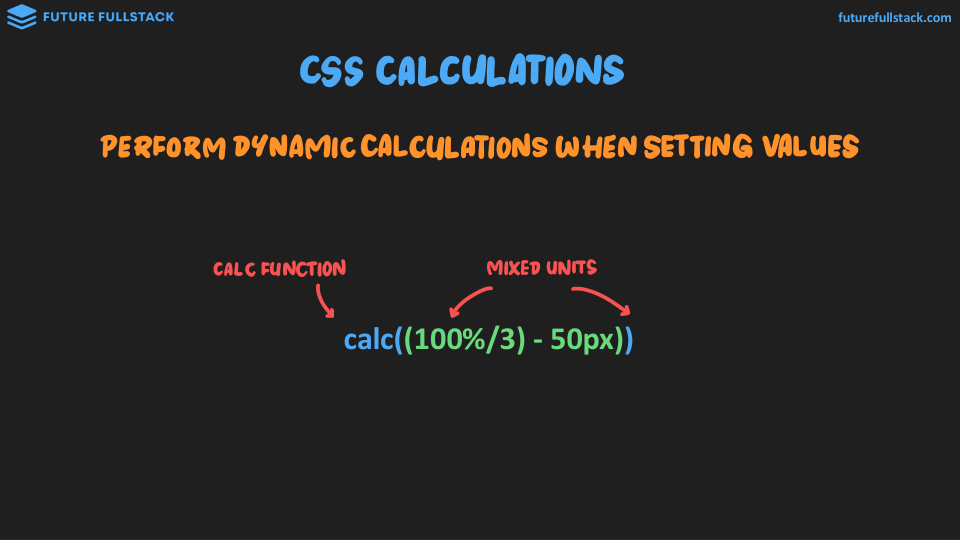 FUTURE FULLSTACK
futurefullstack.com
CSS CALCULATIONS
PERFORM DYNAMIC CALCULATIONS WHEN SETTING VALUES
CALC FUNCTION
MIXED UNITS
calc((100%/3) - 50px))